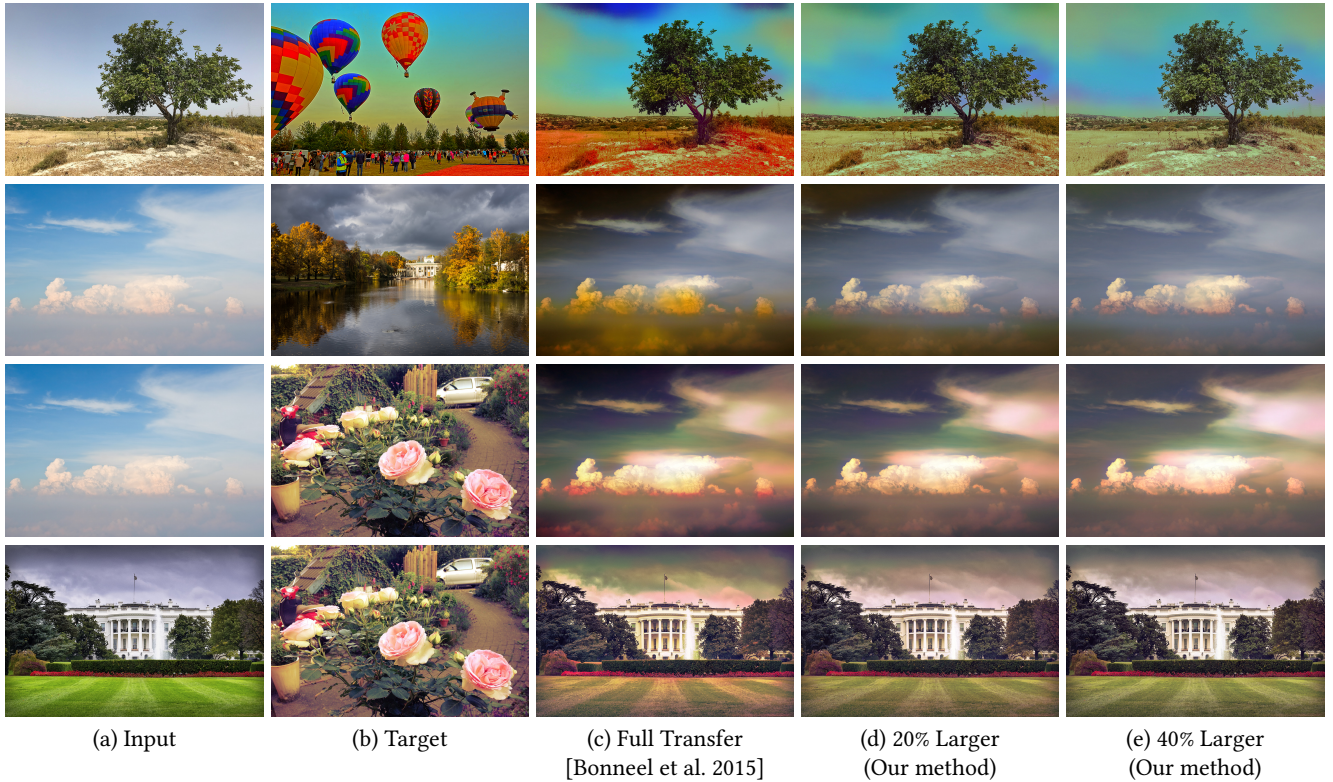 (a) Input
(b) Target
(c) Full Transfer
[Bonneel et al. 2015]
(d) 20% Larger
(Our method)
(e) 40% Larger
(Our method)